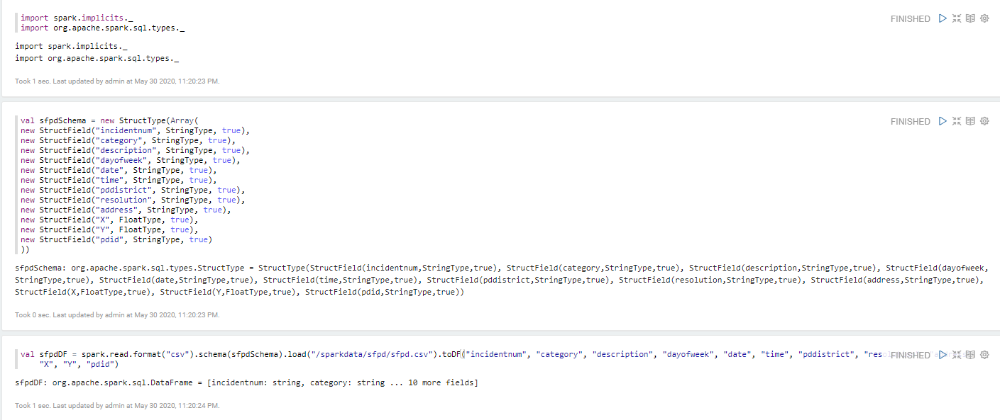 import spark.implicits._
FINISHED
import org.apache.spark.sql.types._
import spark.implicits._
import org.apache.spark.sql.types._
Took 1 sec. Last updated by admin at May 30 2020, 11:20:23 PM.
val sfpdSchema = new StructType(Array(
FINISHED
new StructField("incidentnum", StringType, true),
new StructField("category", StringType, true),
new StructField("description", StringType, true),
new StructField("dayofweek", StringType, true),
new StructField("date", StringType, true),
new StructField("time", StringType, true),
new StructField("pddistrict", StringType, true),
new StructField("resolution", StringType, true),
new StructField("address", StringType, true),
new StructField("X", FloatType, true),
new StructField("Y", FloatType, true),
new StructField("pdid", StringType, true)
))
sfpdSchema: org.apache.spark.sql.types.StructType = StructType(StructField(incidentnum,StringType,true), StructField(category,StringType,true), StructField(description,StringType,true), StructField(dayofweek,
StringType,true), StructField(date,StringType,true), StructField(time,StringType,true), StructField(pddistrict,StringType,true), StructField(resolution,StringType,true), StructField(address,StringType,true),
StructField(X,FloatType,true), StructField(Y,FloatType,true), StructField(pdid,StringType,true))
Took 0 sec. Last updated by admin at May 30 2020, 11:20:23 PM.
val sfpdDF = spark.read.format("csv").schema(sfpdSchema).load("/sparkdata/sfpd/sfpd.csv").toDF("incidentnum", "category", "description", "dayofweek", "date", "time", "pddistrict", "res
FINISHED
"X", "Y", "pdid")
sfpdDF: org.apache.spark.sql.DataFrame = [incidentnum: string, category: string ... 10 more fields]
Took 1 sec. Last updated by admin at May 30 2020, 11:20:24 PM.